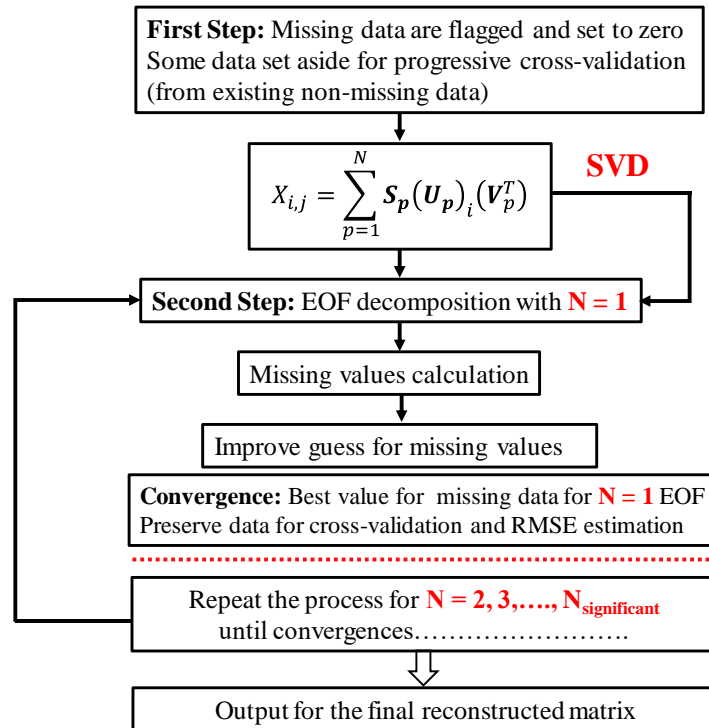 First Step: Missing data are flagged and set to zero
Some data set aside for progressive cross-validation
(from existing non-missing data)
X_{i,j} = \sum_{p=1}^{N} S_p(U_p)_i(V_p^T)
SVD
Second Step: EOF decomposition with N = 1
Missing values calculation
Improve guess for missing values
Convergence: Best value for missing data for N = 1 EOF
Preserve data for cross-validation and RMSE estimation
Repeat the process for N = 2, 3,…., N_{significant}
until convergences…………………….
Output for the final reconstructed matrix